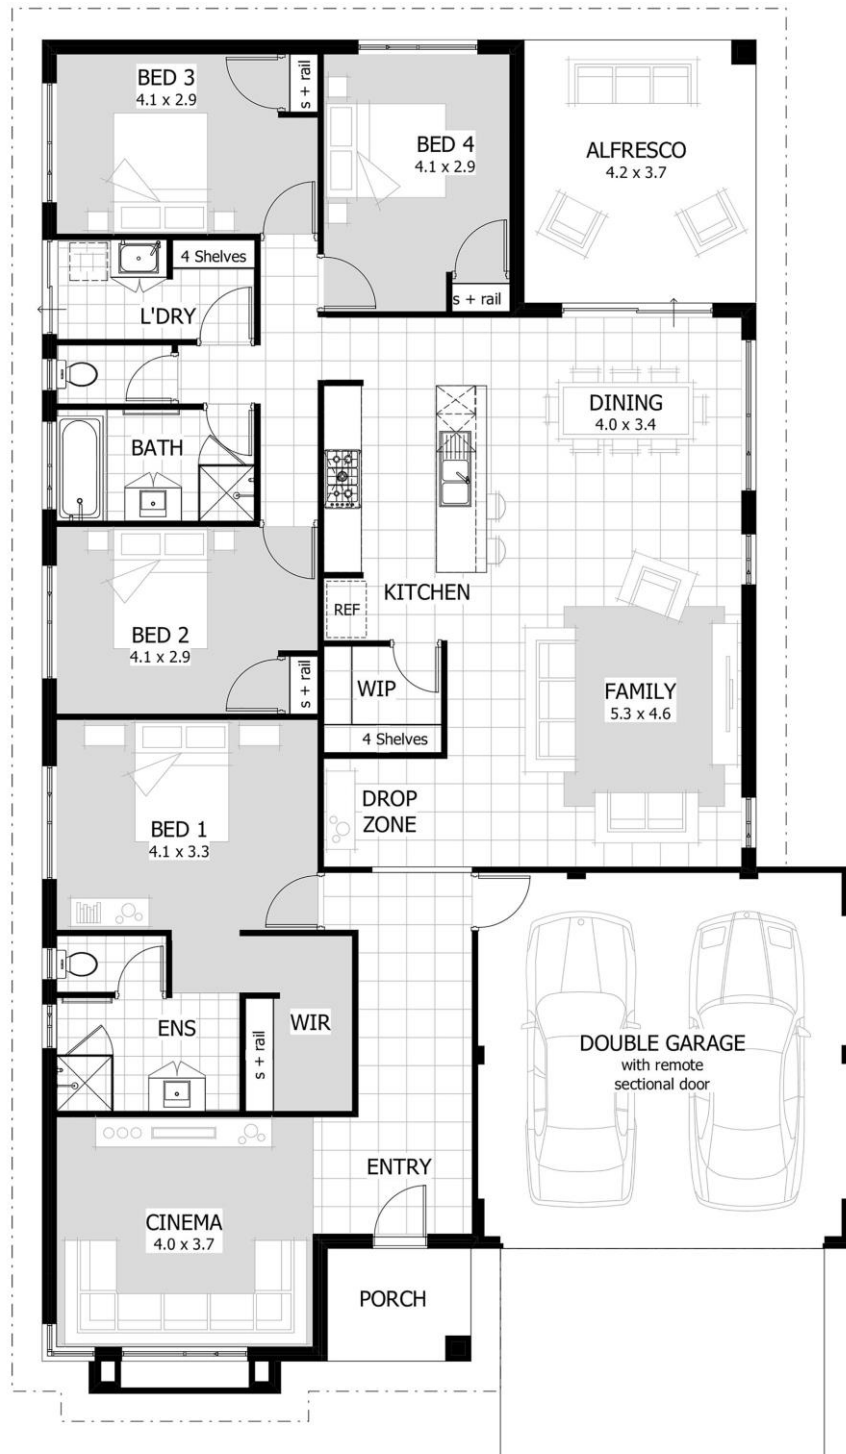 BED 3
4.1 x 2.9
s + rail
BED 4
4.1 x 2.9
ALFRESCO
4.2 x 3.7
4 Shelves
s + rail
L'DRY
DINING
4.0 x 3.4
BATH
KITCHEN
REF
BED 2
4.1 x 2.9
s + rail
WIP
FAMILY
5.3 x 4.6
4 Shelves
DROP
ZONE
BED 1
4.1 x 3.3
ENS
WIR
s + rail
DOUBLE GARAGE
with remote
sectional door
ENTRY
CINEMA
4.0 x 3.7
PORCH